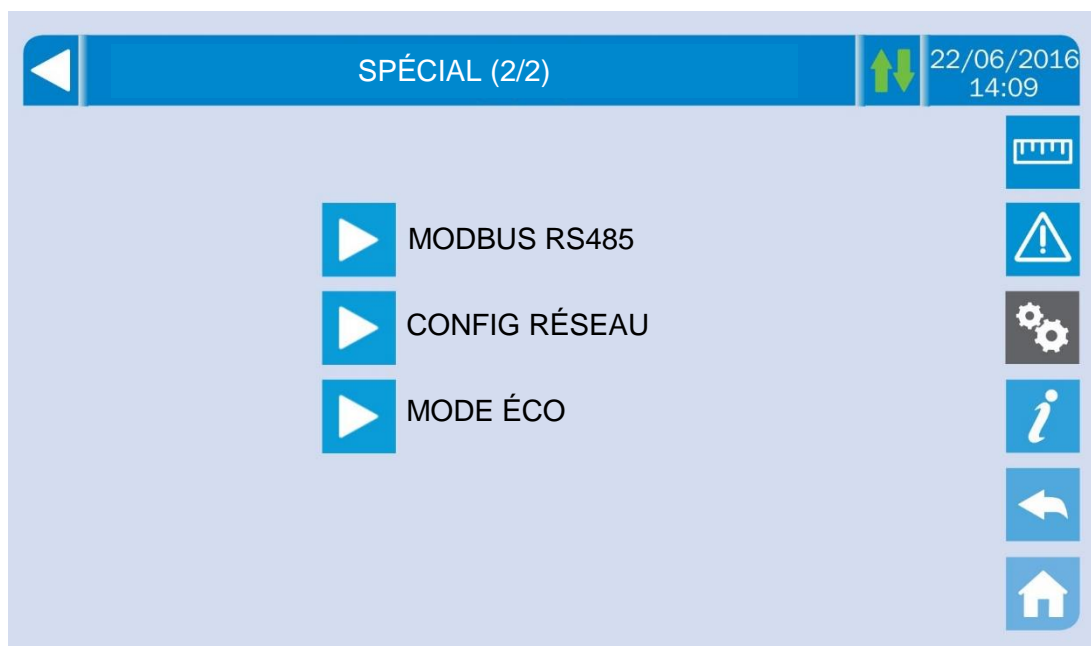 SPÉCIAL (2/2)
22/06/2016
14:09
MODBUS RS485
CONFIG RÉSEAU
MODE ÉCO